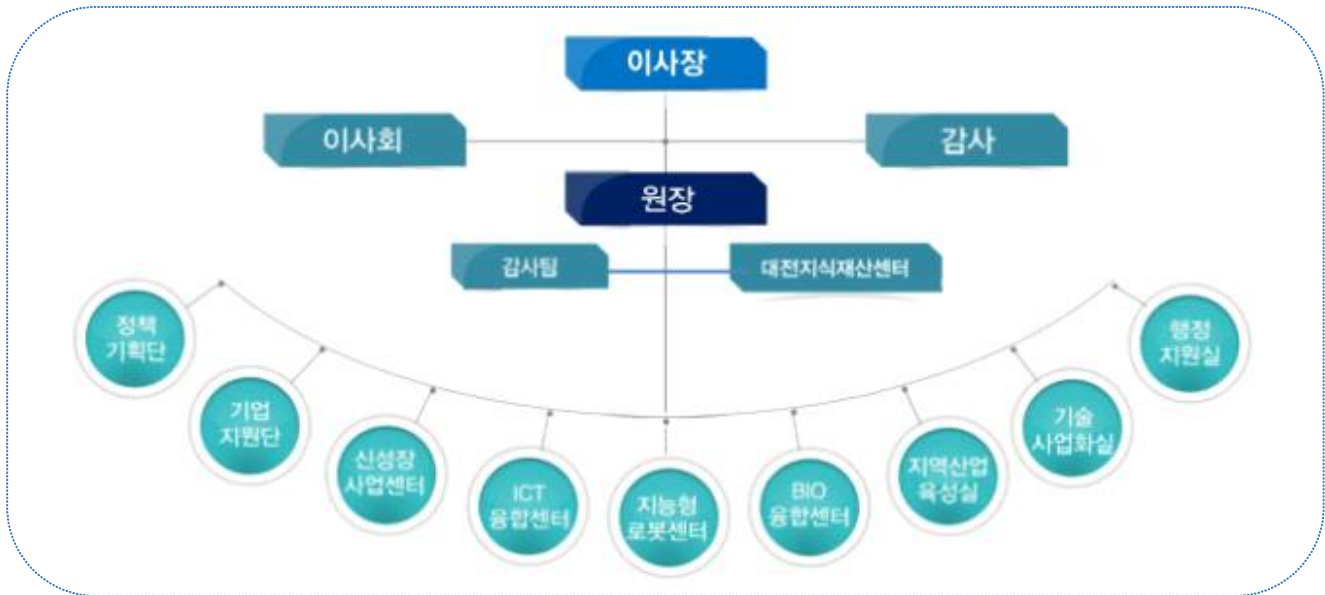 이사장
이사회
감사
원장
감사팀
대전지식재산센터
정책
기획단
기업
지원단
신성장
사업센터
ICT
융합센터
지능형
로봇센터
BIO
융합센터
지역산업
육성실
기술
사업화실
행정
지원실